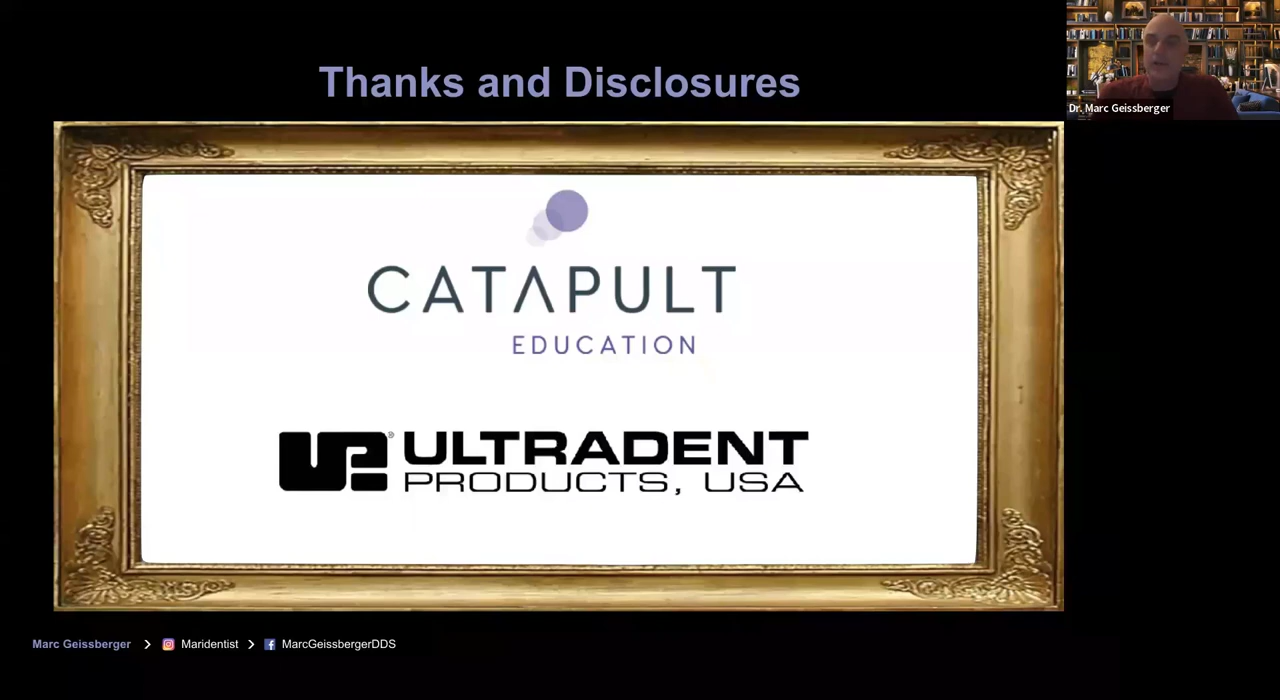 Thanks and Disclosures
Dr. Marc Geissberger
CATAPULT
EDUCATION
ULTRADENT
PRODUCTS, USA
Marc Geissberger > Maridentist > MarcGeissbergerDDS